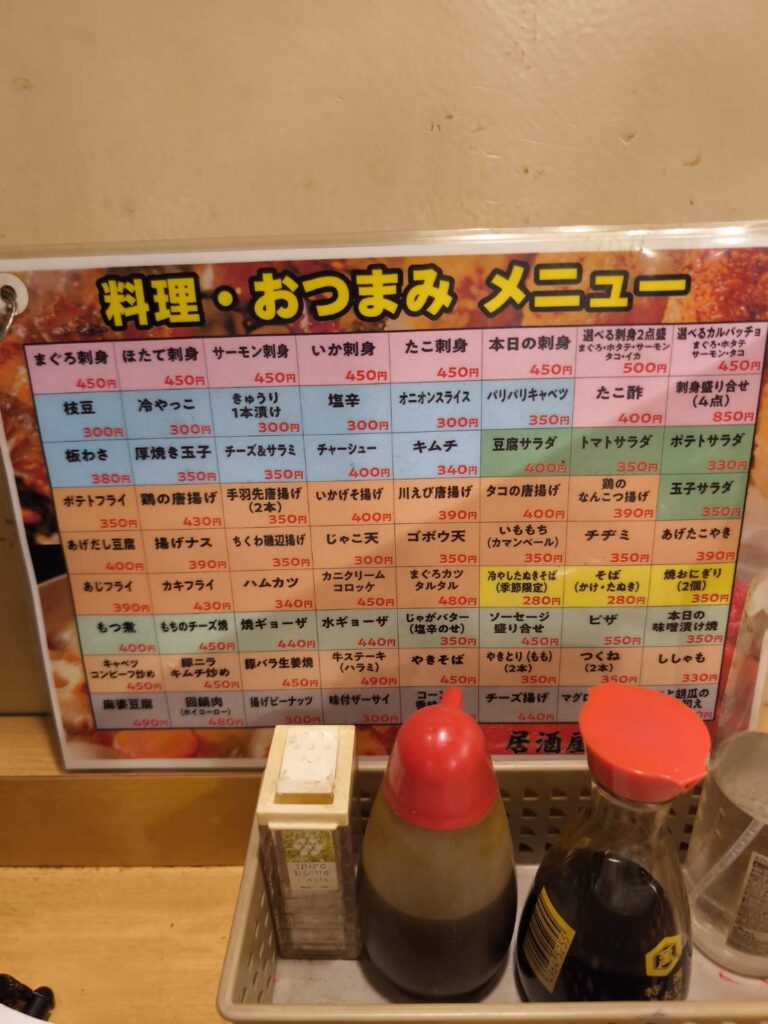 料理・おつまみ メニュー
まぐろ刺身
450円
ほたて刺身
450円
サーモン刺身
450円
いか刺身
450円
たこ刺身
450円
本日の刺身
450円
選べる刺身2点盛
まぐろ・ホタテ・サーモン
タコ・イカ
500円
選べるカルパッチョ
まぐろ・ホタテ
サーモン・タコ
450円
枝豆
300円
冷やっこ
300円
きゅうり
1本漬け
300円
塩辛
300円
オニオンスライス
300円
バリバリキャベツ
350円
たこ酢
400円
刺身盛り合せ
(4点)
850円
板わさ
380円
厚焼き玉子
350円
チーズ&サラミ
350円
チャーシュー
400円
キムチ
340円
豆腐サラダ
400円
トマトサラダ
350円
ポテトサラダ
330円
ポテトフライ
350円
鶏の唐揚げ
430円
手羽先唐揚げ
(2本)
350円
いかげそ揚げ
400円
川えび唐揚げ
390円
タコの唐揚げ
400円
鶏の
なんこつ揚げ
390円
玉子サラダ
350円
あげだし豆腐
400円
揚げナス
390円
ちくわ磯辺揚げ
350円
じゃこ天
300円
ゴボウ天
350円
いももち
(カマンベール)
350円
チヂミ
350円
あげたこやき
390円
あじフライ
390円
カキフライ
430円
ハムカツ
340円
カニクリーム
コロッケ
450円
まぐろカツ
タルタル
480円
冷やしたぬきそば
(季節限定)
280円
そば
(かけ・たぬき)
280円
焼おにぎり
(2個)
350円
もつ煮
400円
もちのチーズ焼
450円
焼ギョーザ
440円
水ギョーザ
440円
じゃがバター
(塩辛のせ)
350円
ソーセージ
盛り合せ
450円
ピザ
550円
本日の
味噌漬け焼
350円
キャベツ
コンビーフ炒め
450円
豚ニラ
キムチ炒め
450円
豚バラ生姜焼
450円
牛ステーキ
(ハラミ)
490円
やきそば
450円
やきとり(もも)
(2本)
350円
つくね
(2本)
350円
ししゃも
330円
麻婆豆腐
490円
回鍋肉
(ホイコーロー)
480円
揚げピーナッツ
300円
味付ザーサイ
300円
コーン
チーズ揚げ
440円
マグロ
と胡瓜の
和え
居酒屋
spice
bottle